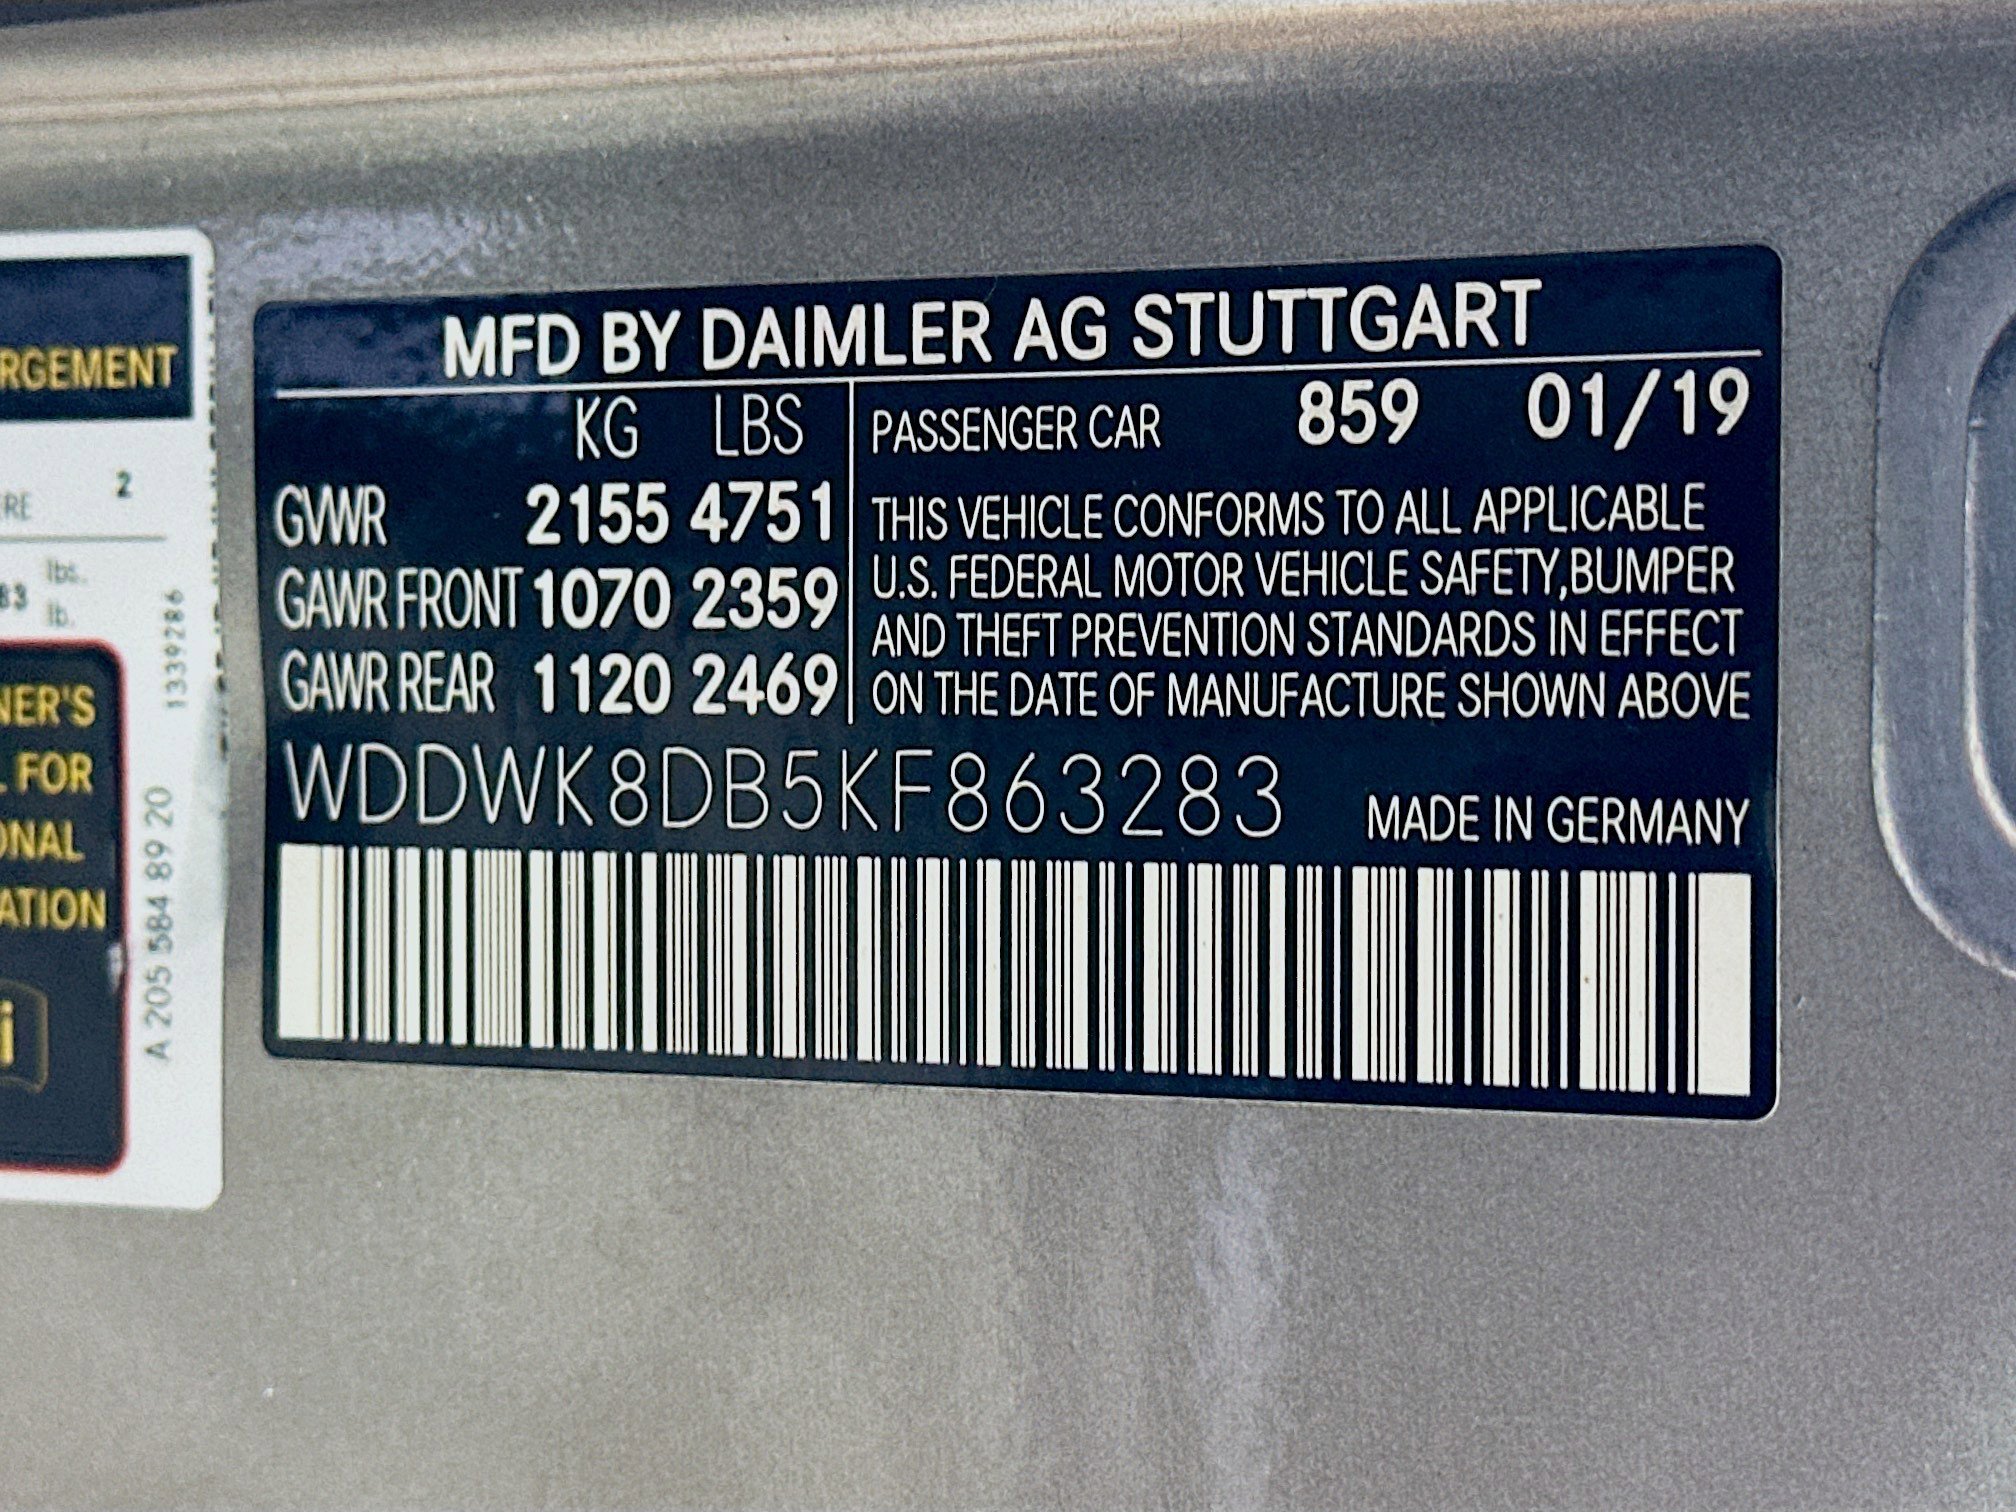 RGEMENT
RE 2
83 lbs.
lb.
1339286
NER'S
L FOR
ONAL
ATION
i
A 205 584 89 20
MFD BY DAIMLER AG STUTTGART
KG LBS
GVWR 2155 4751
GAWR FRONT 1070 2359
GAWR REAR 1120 2469
PASSENGER CAR 859 01/19
THIS VEHICLE CONFORMS TO ALL APPLICABLE
U.S. FEDERAL MOTOR VEHICLE SAFETY,BUMPER
AND THEFT PREVENTION STANDARDS IN EFFECT
ON THE DATE OF MANUFACTURE SHOWN ABOVE
WDDWK8DB5KF863283 MADE IN GERMANY